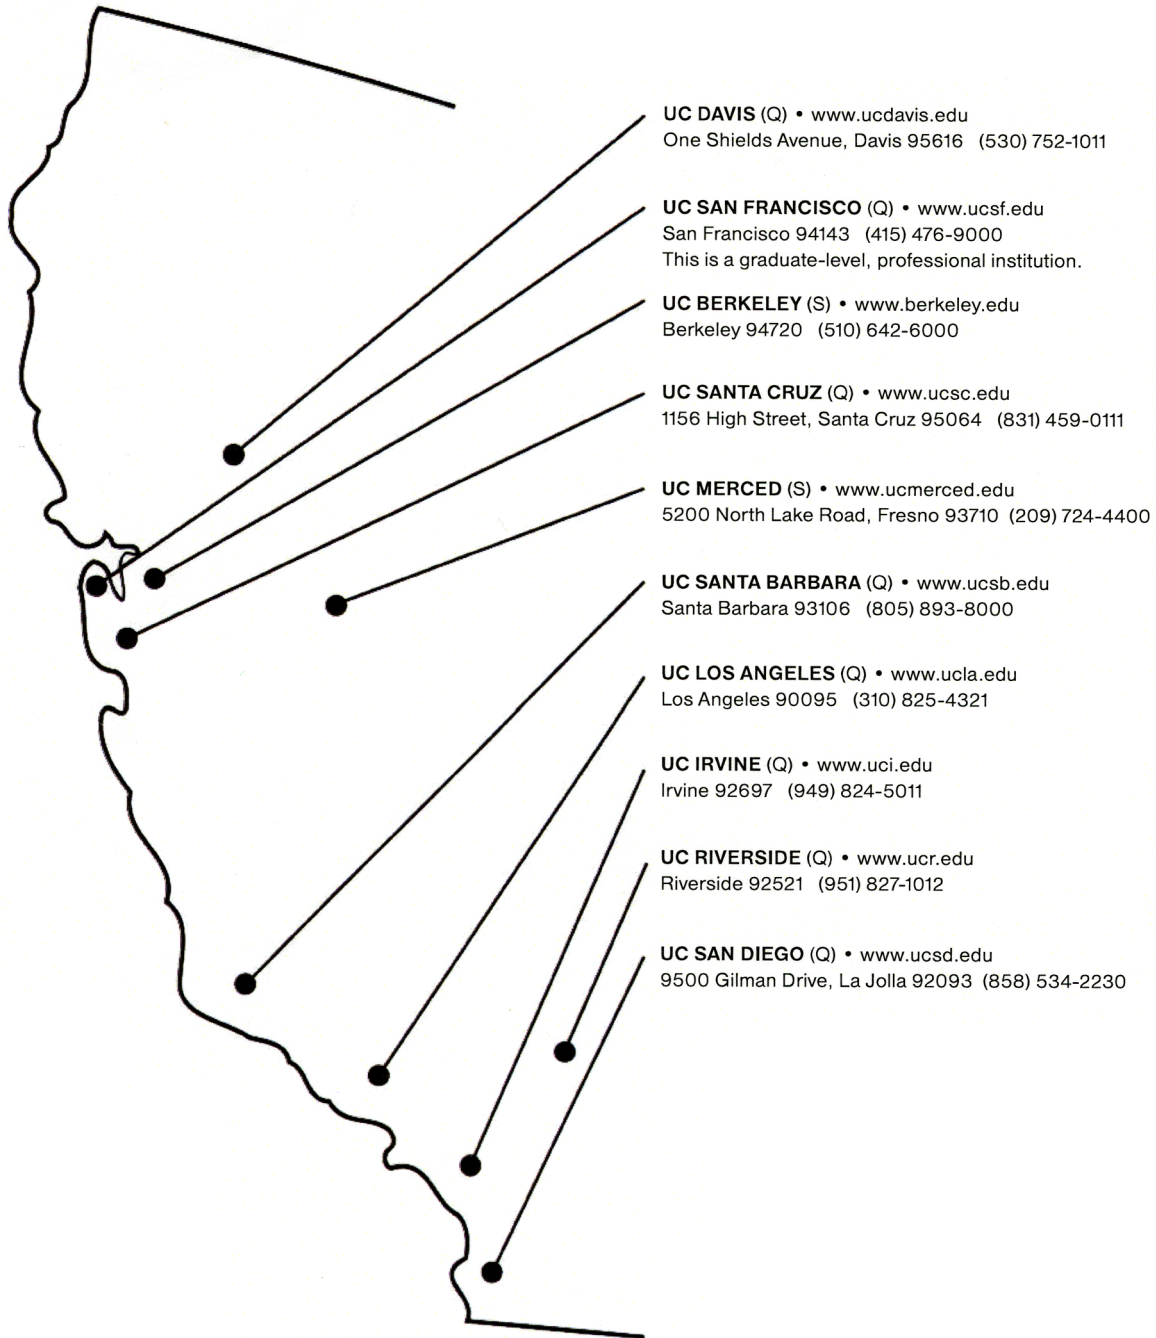 UC DAVIS (Q) • www.ucdavis.edu
One Shields Avenue, Davis 95616 (530) 752-1011
UC SAN FRANCISCO (Q) • www.ucsf.edu
San Francisco 94143 (415) 476-9000
This is a graduate-level, professional institution.
UC BERKELEY (S) • www.berkeley.edu
Berkeley 94720 (510) 642-6000
UC SANTA CRUZ (Q) • www.ucsc.edu
1156 High Street, Santa Cruz 95064 (831) 459-0111
UC MERCED (S) • www.ucmerced.edu
5200 North Lake Road, Fresno 93710 (209) 724-4400
UC SANTA BARBARA (Q) • www.ucsb.edu
Santa Barbara 93106 (805) 893-8000
UC LOS ANGELES (Q) • www.ucla.edu
Los Angeles 90095 (310) 825-4321
UC IRVINE (Q) • www.uci.edu
Irvine 92697 (949) 824-5011
UC RIVERSIDE (Q) • www.ucr.edu
Riverside 92521 (951) 827-1012
UC SAN DIEGO (Q) • www.ucsd.edu
9500 Gilman Drive, La Jolla 92093 (858) 534-2230